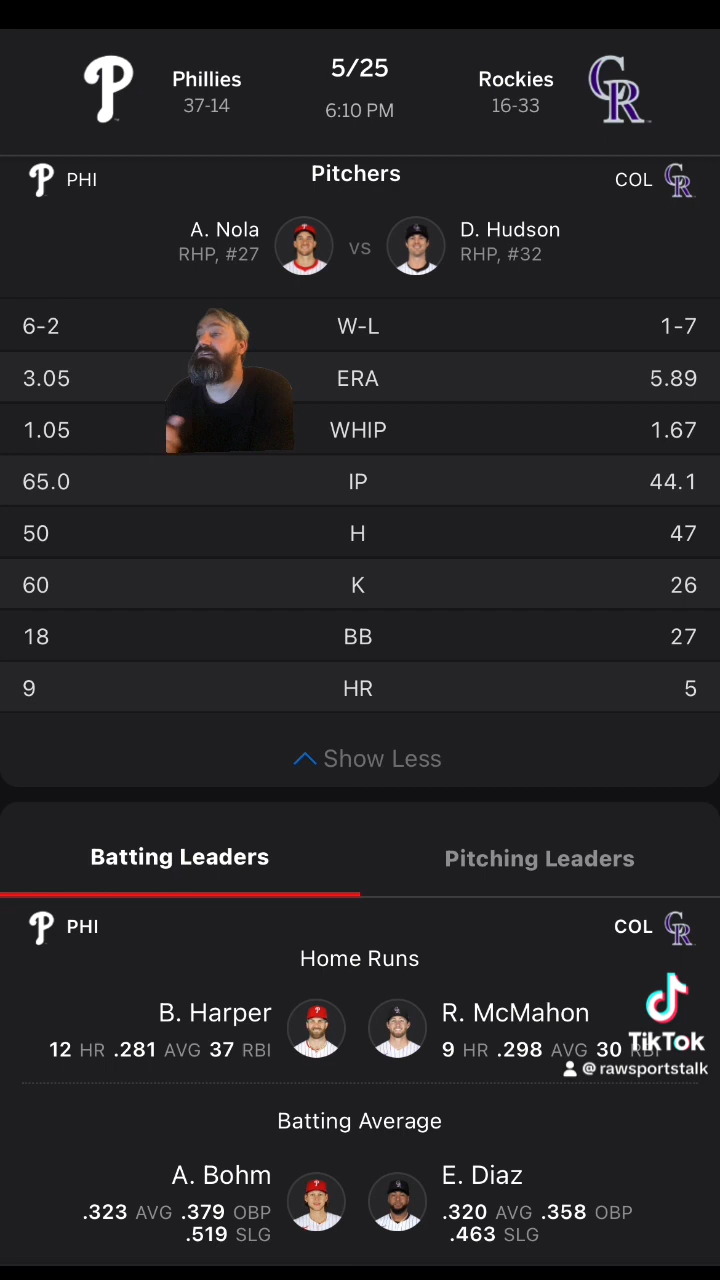 5/25
Phillies
Rockies
37-14
6:10 PM
16-33
PHI
Pitchers
COL
A. Nola
D. Hudson
RHP, #27
vs
RHP, #32
6-2 W-L 1-7
3.05 ERA 5.89
1.05 WHIP 1.67
65.0 IP 44.1
50 H 47
60 K 26
18 BB 27
9 HR 5
Show Less
Batting Leaders
Pitching Leaders
PHI
COL
Home Runs
B. Harper
R. McMahon
12 HR .281 AVG 37 RBI
9 HR .298 AVG 30 RBI
TikTok
@rawsportstalk
Batting Average
A. Bohm
E. Diaz
.323 AVG .379 OBP
.320 AVG .358 OBP
.519 SLG
.463 SLG